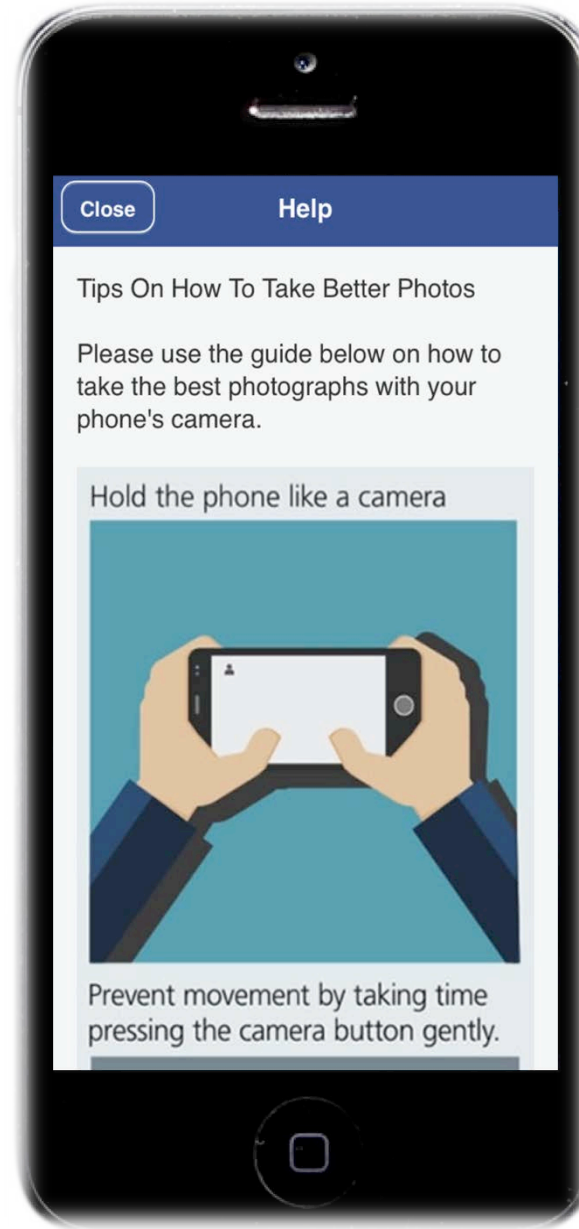 Close
Help
Tips On How To Take Better Photos
Please use the guide below on how to
take the best photographs with your
phone's camera.
Hold the phone like a camera
Prevent movement by taking time
pressing the camera button gently.